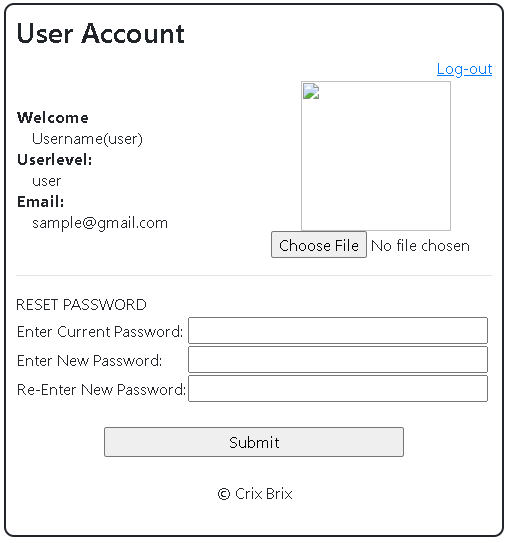 User Account
Log-out
Welcome
Username(user)
Userlevel:
user
Email:
sample@gmail.com
Choose File No file chosen
RESET PASSWORD
Enter Current Password:
Enter New Password:
Re-Enter New Password:
Submit
© Crix Brix